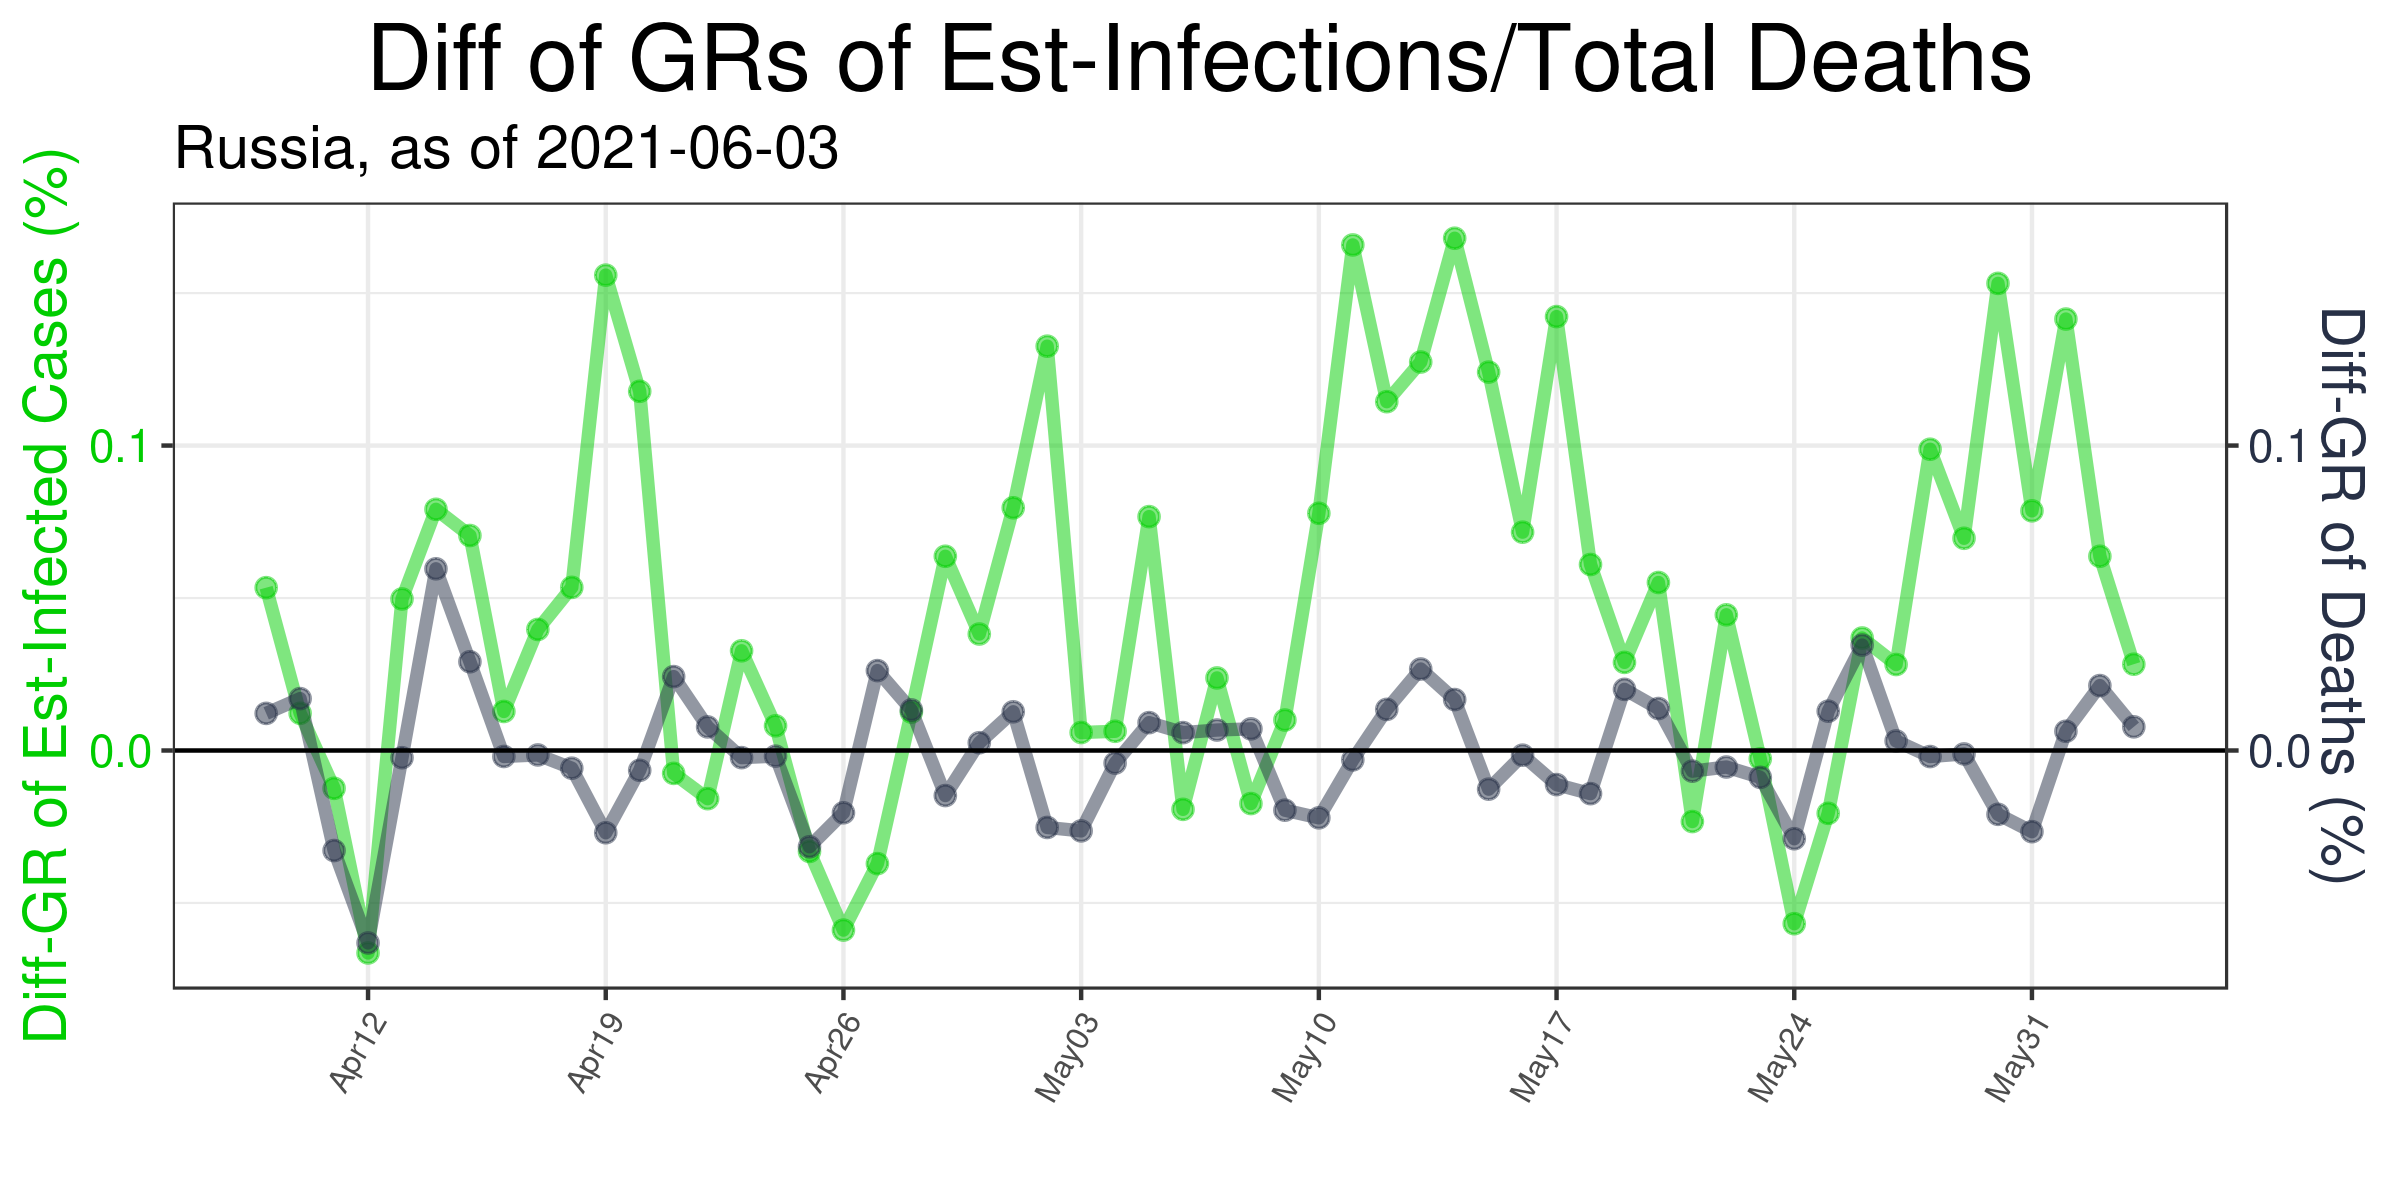 Diff of GRs of Est-Infections/Total Deaths
Russia, as of 2021-06-03
Diff-GR of Est-Infected Cases (%)
0.1
0.0
0.1
0.0
Diff-GR of Deaths (%)
Apr12
Apr19
Apr26
May03
May10
May17
May24
May31